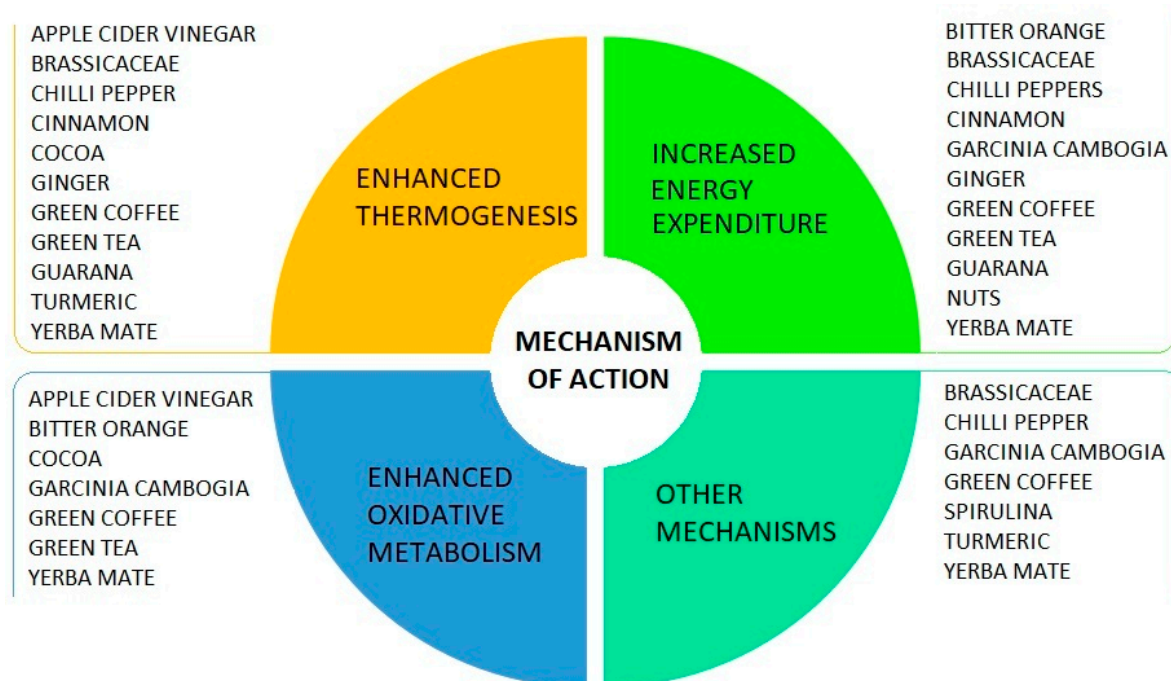 APPLE CIDER VINEGAR
BRASSICACEAE
CHILLI PEPPER
CINNAMON
COCOA
GINGER
GREEN COFFEE
GREEN TEA
GUARANA
TURMERIC
YERBA MATE
ENHANCED
THERMOGENESIS
INCREASED
ENERGY
EXPENDITURE
BITTER ORANGE
BRASSICACEAE
CHILLI PEPPERS
CINNAMON
GARCINIA CAMBOGIA
GINGER
GREEN COFFEE
GREEN TEA
GUARANA
NUTS
YERBA MATE
MECHANISM
OF ACTION
APPLE CIDER VINEGAR
BITTER ORANGE
COCOA
GARCINIA CAMBOGIA
GREEN COFFEE
GREEN TEA
YERBA MATE
ENHANCED
OXIDATIVE
METABOLISM
OTHER
MECHANISMS
BRASSICACEAE
CHILLI PEPPER
GARCINIA CAMBOGIA
GREEN COFFEE
SPIRULINA
TURMERIC
YERBA MATE